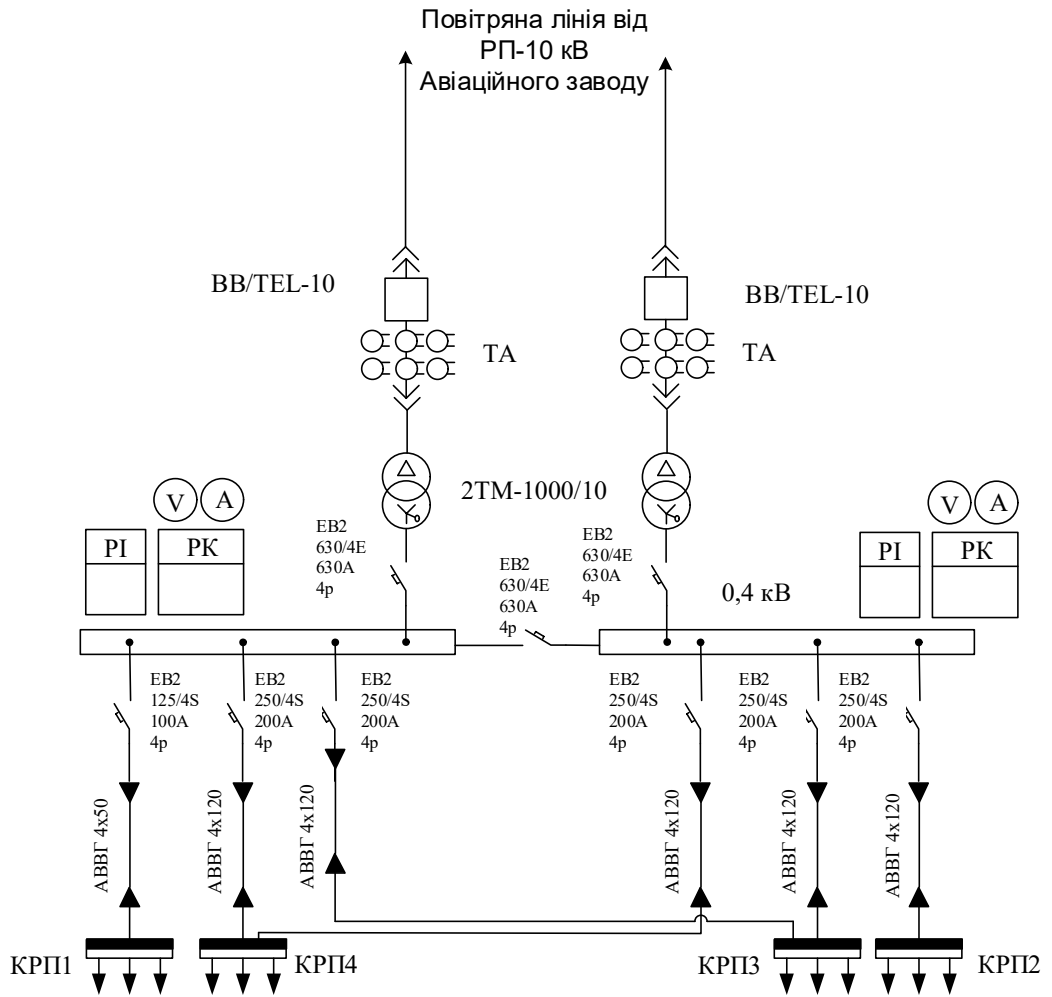 Повітряна лінія від
РП-10 кВ
Авіаційного заводу
ВВ/TEL-10
ВВ/TEL-10
ТА
ТА
2ТМ-1000/10
V
A
РІ
РК
ЕВ2
630/4Е
630А
4р
ЕВ2
630/4Е
630А
4р
ЕВ2
630/4Е
630А
4р
0,4 кВ
V
A
РІ
РК
ЕВ2
125/4S
100А
4р
ЕВ2
250/4S
200А
4р
ЕВ2
250/4S
200А
4р
ЕВ2
250/4S
200А
4р
ЕВ2
250/4S
200А
4р
ЕВ2
250/4S
200А
4р
АВВГ 4х50
АВВГ 4х120
АВВГ 4х120
АВВГ 4х120
АВВГ 4х120
АВВГ 4х120
КРП1
КРП4
КРП3
КРП2